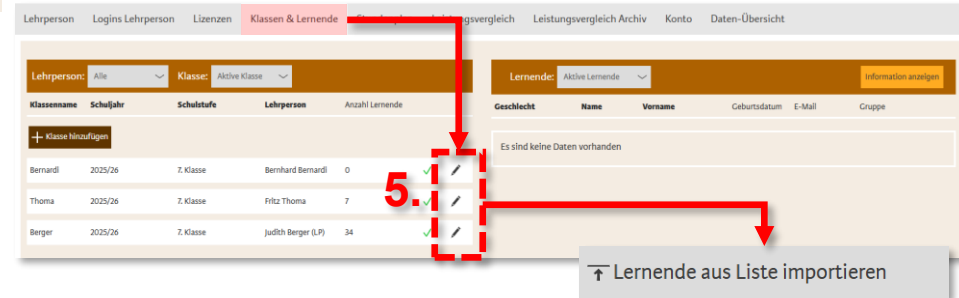 Lehrperson Logins Lehrperson Lizenzen Klassen & Lernende Leistungsvergleich Leistungsvergleich Archiv Konto Daten-Übersicht
Lehrperson: Alle Klasse: Aktive Klasse
Lernende: Aktive Lernende Information anzeigen
Klassenname Schuljahr Schulstufe Lehrperson Anzahl Lernende
Geschlecht Name Vorname Geburtsdatum E-Mail Gruppe
+ Klasse hinzufügen
Es sind keine Daten vorhanden
Bernardi 2025/26 7. Klasse Bernhard Bernardi 0
5.
Thoma 2025/26 7. Klasse Fritz Thoma 7
Berger 2025/26 7. Klasse Judith Berger (LP) 34
Lernende aus Liste importieren